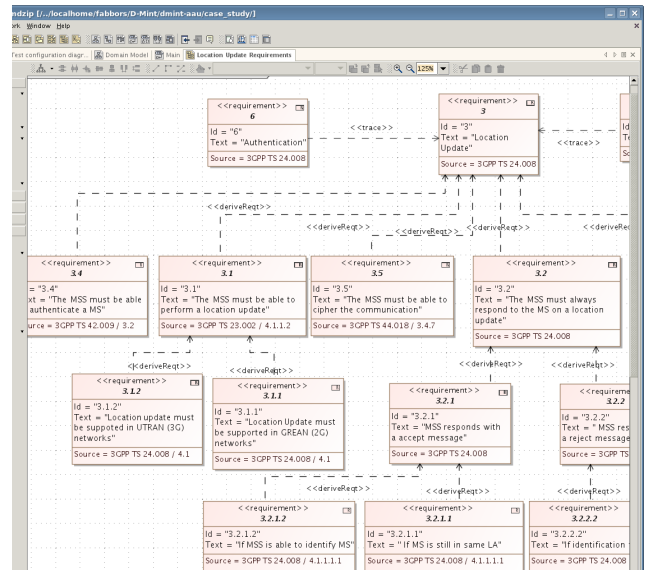 ndzip [/../localhome/fabbors/D-Mint/dmint-aau/case_study/]
ork Window Help
Test configuration diagr... Domain Model Main Location Update Requirements
125%
<<requirement>>
6
Id = "6"
Text = "Authentication"
Source = 3GPP TS 24.008
<<trace>>
<<requirement>>
3
Id = "3"
Text = "Location
Update"
Source = 3GPP TS 24.008
<<trace>>
Id
<<deriveReqt>>
<<deriveReqt>>
<<deriveReqt>>
<<deriveReqt>>
<<deriveReq
<<requirement>>
3.4
= "3.4"
xt = "The MSS must be able
authenticate a MS"
urce = 3GPP TS 42.009 / 3.2
<<requirement>>
3.1
Id = "3.1"
Text = "The MSS must be able to
perform a location update"
Source = 3GPP TS 23.002 / 4.1.1.2
<<requirement>>
3.5
Id = "3.5"
Text = "The MSS must be able to
cipher the communication"
Source = 3GPP TS 44.018 / 3.4.7
<<requirement>>
3.2
Id = "3.2"
Text = "The MSS must always
respond to the MS on a location
update"
Source = 3GPP TS 24.008
<<deriveReqt>>
<<deriveReqt>>
<<deriveReqt>>
<<deriveReqt>>
<<requirement>>
3.1.2
Id = "3.1.2"
Text = "Location update must
be suppoted in UTRAN (3G)
networks"
Source = 3GPP TS 24.008 / 4.1
<<requirement>>
3.1.1
Id = "3.1.1"
Text = "Location Update must
be supported in GREAN (2G)
networks"
Source = 3GPP TS 24.008 / 4.1
<<requirement>>
3.2.1
Id = "3.2.1"
Text = "MSS responds with
a accept message"
Source = 3GPP TS 24.008
<<requireme
3.2.2
Id = "3.2.2"
Text = " MSS res
a reject message
Source = 3GPP TS
<<deriveReqt>>
<<deriveReqt>>
<<deriveReqt>>
<<requirement>>
3.2.1.2
Id = "3.2.1.2"
Text = "If MSS is able to identify MS"
Source = 3GPP TS 24.008 / 4.1.1.1.1
<<requirement>>
3.2.1.1
Id = "3.2.1.1"
Text = " If MS is still in same LA"
Source = 3GPP TS 24.008 / 4.1.1.1.1
<<requirement>>
3.2.2.2
Id = "3.2.2.2"
Text = "If identification
Source = 3GPP TS 24.008